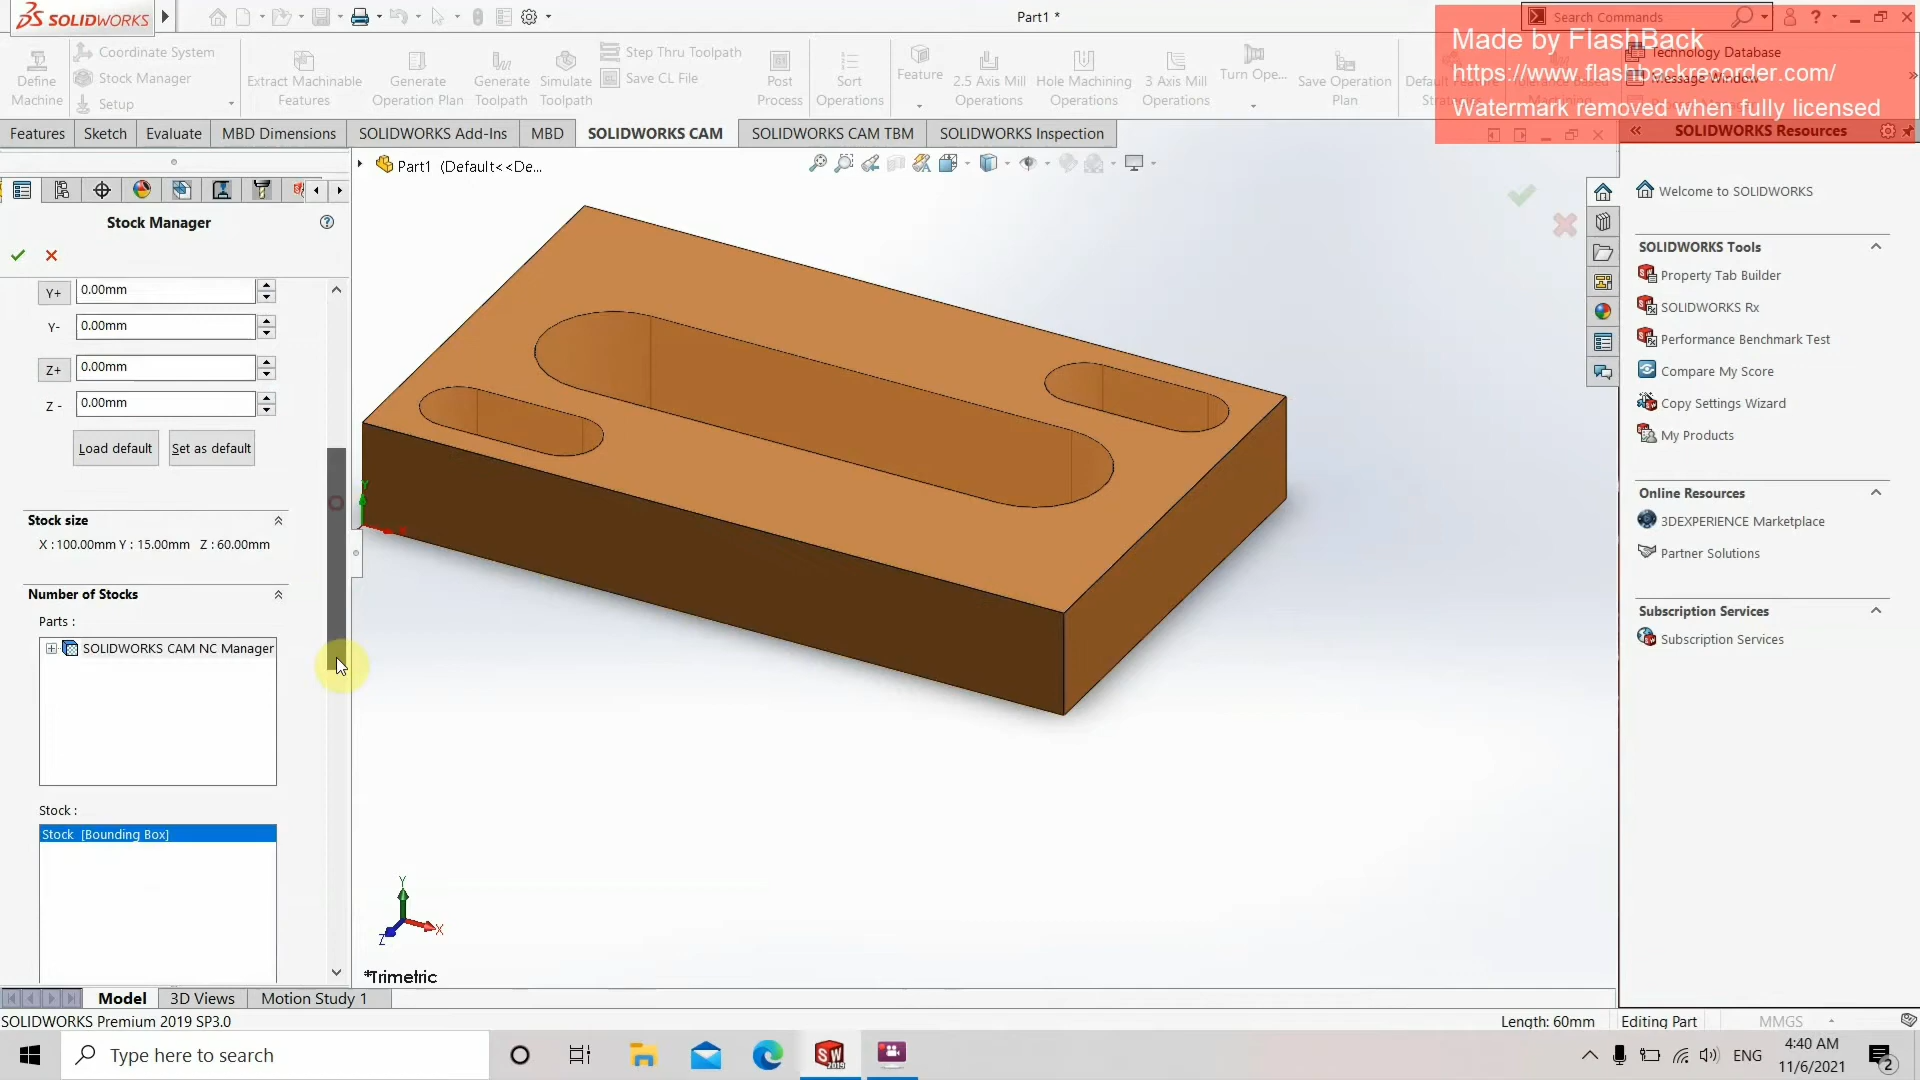 SOLIDWORKS
Part1 *
Search Commands
Made by FlashBack
https://www.flashbackrecorder.com/
Watermark removed when fully licensed
Define Machine
Coordinate System
Stock Manager
Setup
Extract Machinable Features
Generate Operation Plan
Generate Toolpath
Simulate Toolpath
Step Thru Toolpath
Save CL File
Post Process
Sort Operations
Feature
2.5 Axis Mill Operations
Hole Machining Operations
3 Axis Mill Operations
Turn Ope...
Save Operation Plan
Technology Database
Message Window
Features
Sketch
Evaluate
MBD Dimensions
SOLIDWORKS Add-Ins
MBD
SOLIDWORKS CAM
SOLIDWORKS CAM TBM
SOLIDWORKS Inspection
SOLIDWORKS Resources
Part1 (Default<<De...
Stock Manager
Y+ 0.00mm
Y- 0.00mm
Z+ 0.00mm
Z - 0.00mm
Load default
Set as default
Stock size
X :100.00mm Y : 15.00mm Z : 60.00mm
Number of Stocks
Parts :
SOLIDWORKS CAM NC Manager
Stock :
Stock [Bounding Box]
Y
Y
X
Z
*Trimetric
Welcome to SOLIDWORKS
SOLIDWORKS Tools
Property Tab Builder
SOLIDWORKS Rx
Performance Benchmark Test
Compare My Score
Copy Settings Wizard
My Products
Online Resources
3DEXPERIENCE Marketplace
Partner Solutions
Subscription Services
Subscription Services
Model
3D Views
Motion Study 1
SOLIDWORKS Premium 2019 SP3.0
Length: 60mm
Editing Part
MMGS
Type here to search
SW
2019
ENG
4:40 AM
11/6/2021
2